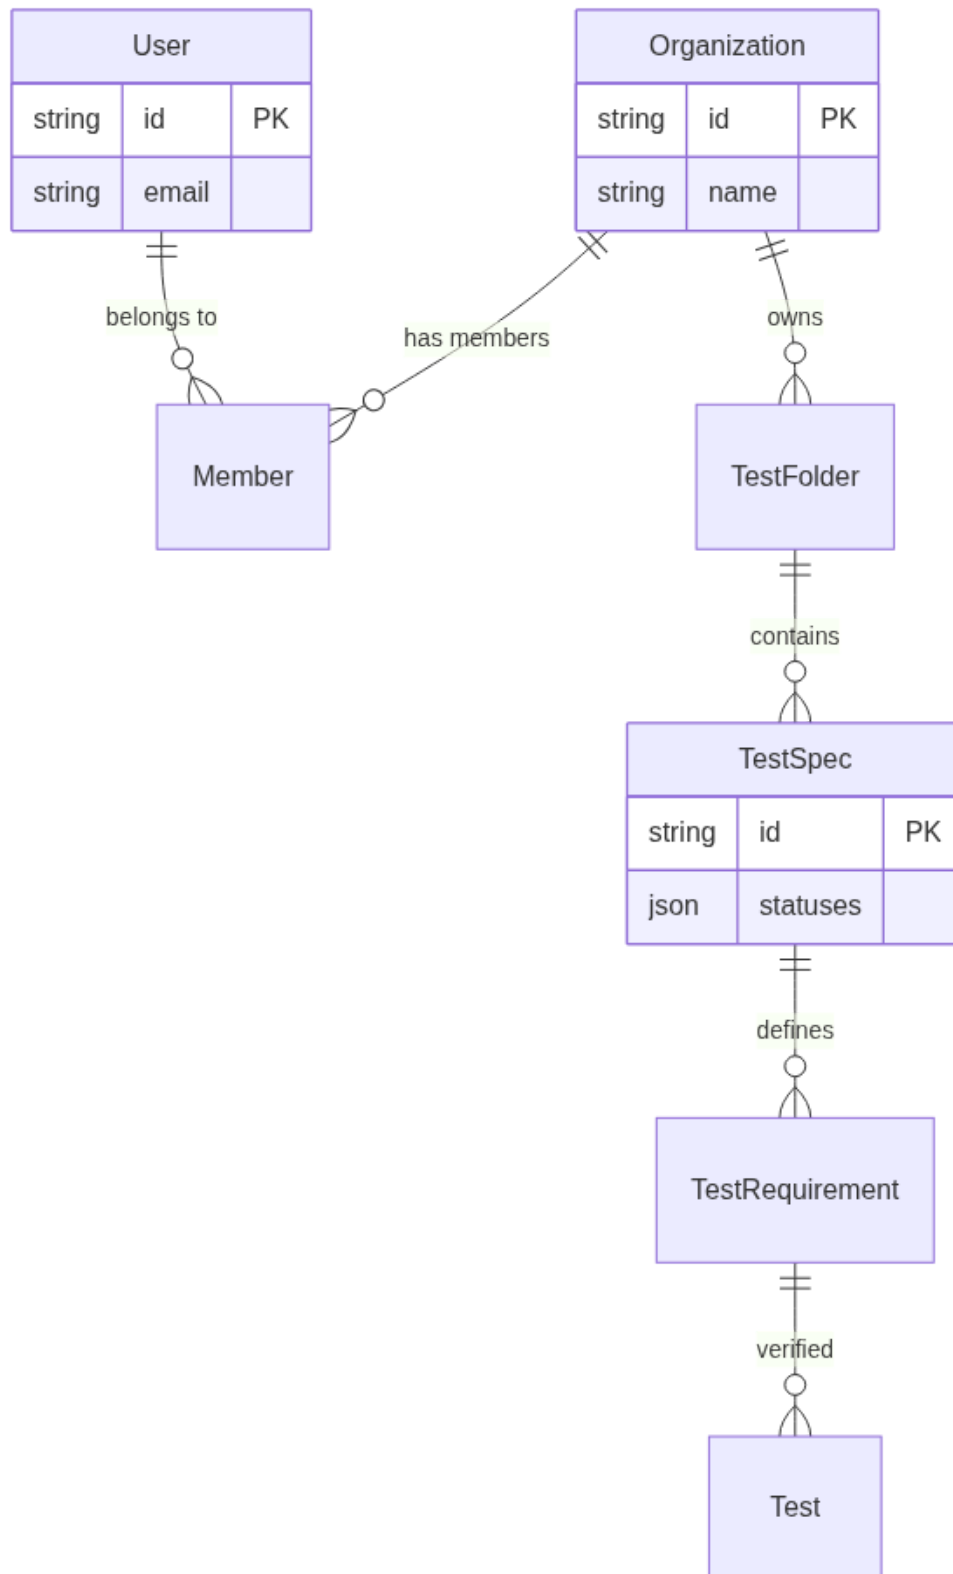 User
string id PK
string email
Organization
string id PK
string name
belongs to
has members
owns
Member
TestFolder
contains
TestSpec
string id PK
json statuses
defines
TestRequirement
verified
Test